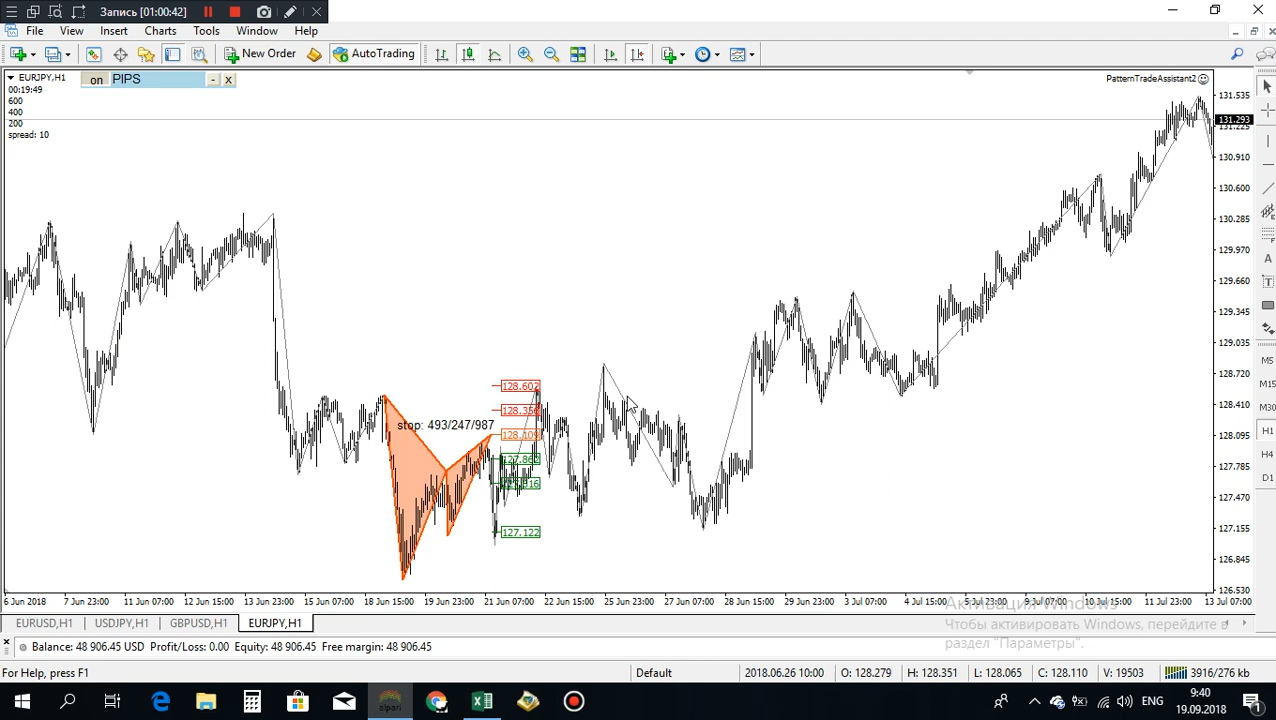 Запись (01:00:42)
File View Insert Charts Tools Window Help
New Order AutoTrading
EURJPY,H1 on PIPS - x PatternTradeAssistant2
00:19:49
600
400
200
spread: 10
131.535
131.293
131.225
130.910
130.600
130.285
129.970
129.660
129.345
129.035
128.720
128.410
128.095
127.785
127.470
127.155
126.845
126.530
stop: 493/247/987
128.602
128.109
127.122
M5
M15
M30
H1
H4
D1
6 Jun 2018 7 Jun 23:00 11 Jun 07:00 12 Jun 15:00 13 Jun 23:00 15 Jun 07:00 18 Jun 15:00 19 Jun 23:00 21 Jun 07:00 22 Jun 15:00 25 Jun 23:00 27 Jun 07:00 28 Jun 15:00 29 Jun 23:00 3 Jul 07:00 4 Jul 15:00 5 Jul 23:00 9 Jul 07:00 10 Jul 15:00 11 Jul 23:00 13 Jul 07:00
Активация Windows
Чтобы активировать Windows, перейдите в
раздел "Параметры".
EURUSD,H1 USDJPY,H1 GBPUSD,H1 EURJPY,H1
Balance: 48 906.45 USD Profit/Loss: 0.00 Equity: 48 906.45 Free margin: 48 906.45
For Help, press F1 Default 2018.06.26 10:00 O: 128.279 H: 128.351 L: 128.065 C: 128.110 V: 19503 3916/276 kb
alpari ENG 9:40
19.09.2018